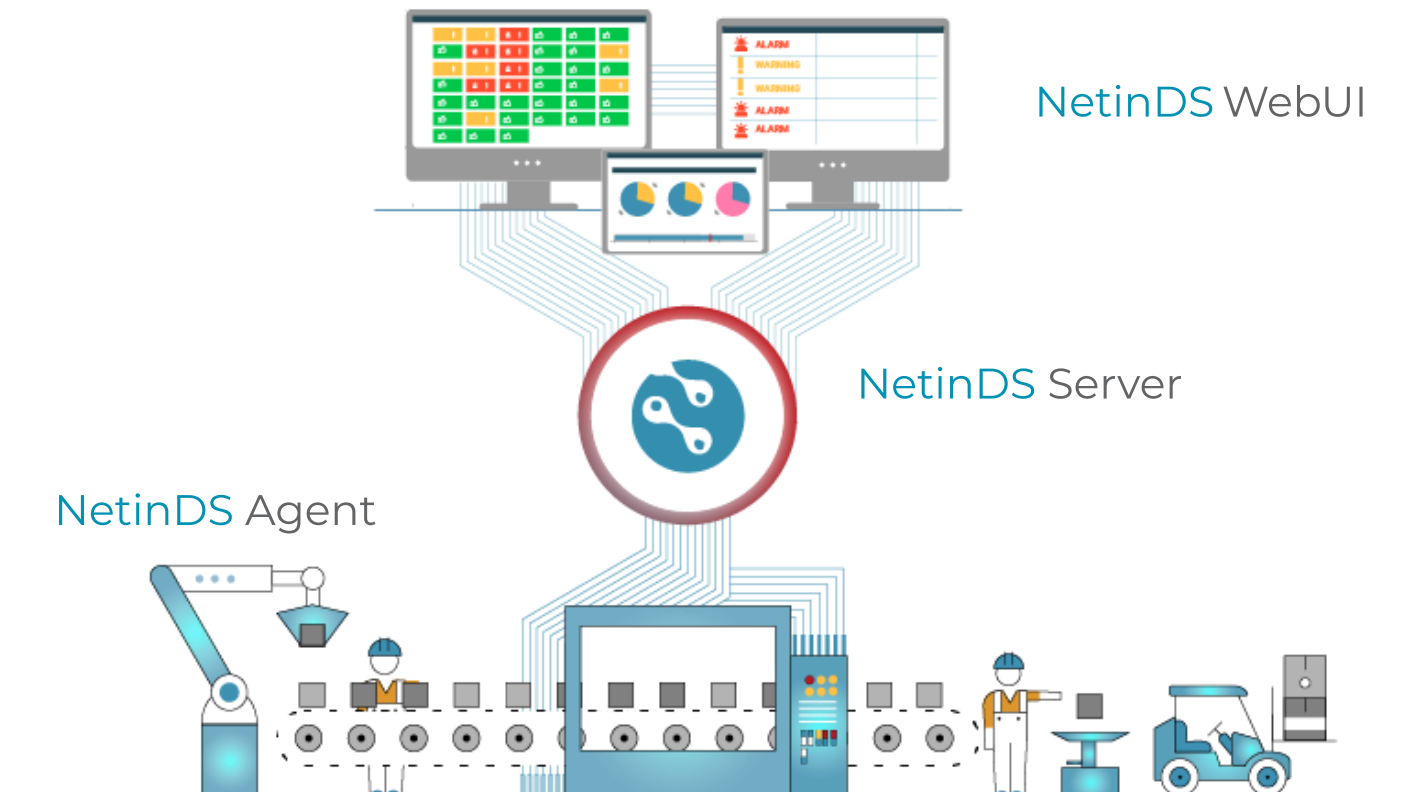 ALARM
WARNING
WARNING
ALARM
ALARM
NetinDS WebUI
NetinDS Server
NetinDS Agent